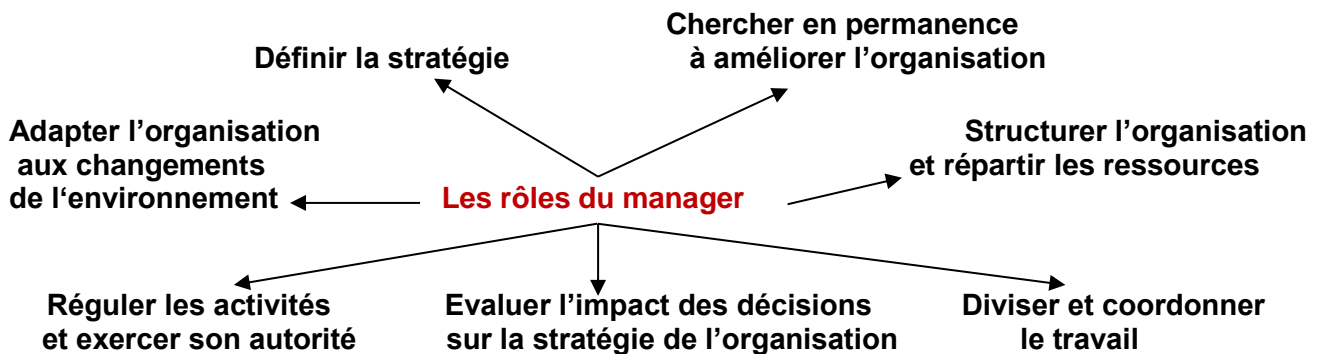 Chercher en permanence
à améliorer l’organisation
Définir la stratégie
Adapter l’organisation
aux changements
de l‘environnement
Structurer l’organisation
et répartir les ressources
Les rôles du manager
Réguler les activités
et exercer son autorité
Evaluer l’impact des décisions
sur la stratégie de l’organisation
Diviser et coordonner
le travail